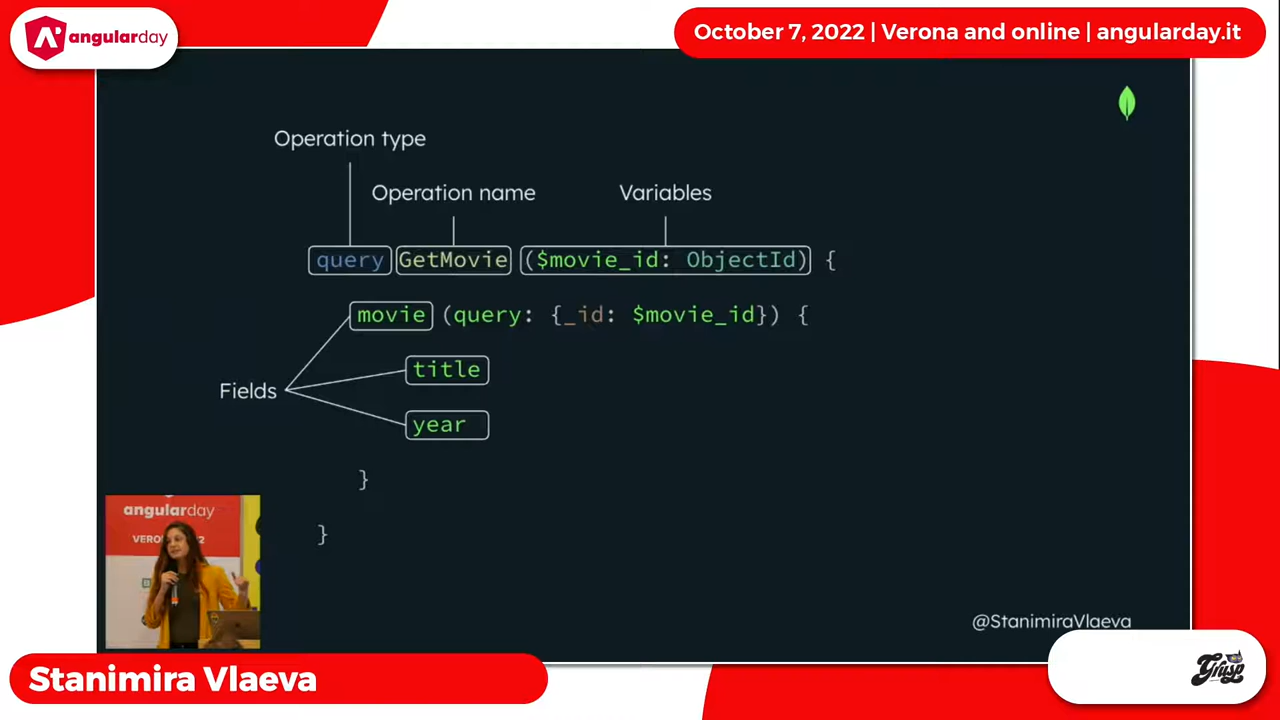 angularday
October 7, 2022 | Verona and online | angularday.it
Operation type
Operation name
Variables
query GetMovie ($movie_id: ObjectId) {
movie (query: {_id: $movie_id}) {
title
Fields
year
}
}
angularday
@StanimiraVlaeva
Stanimira Vlaeva
Grusp